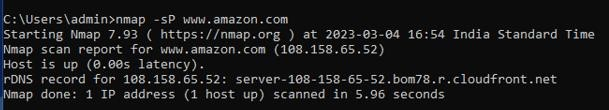 C:\Users\admin>nmap -sP www.amazon.com
Starting Nmap 7.93 ( https://nmap.org ) at 2023-03-04 16:54 India Standard Time
Nmap scan report for www.amazon.com (108.158.65.52)
Host is up (0.00s latency).
rDNS record for 108.158.65.52: server-108-158-65-52.bom78.r.cloudfront.net
Nmap done: 1 IP address (1 host up) scanned in 5.96 seconds